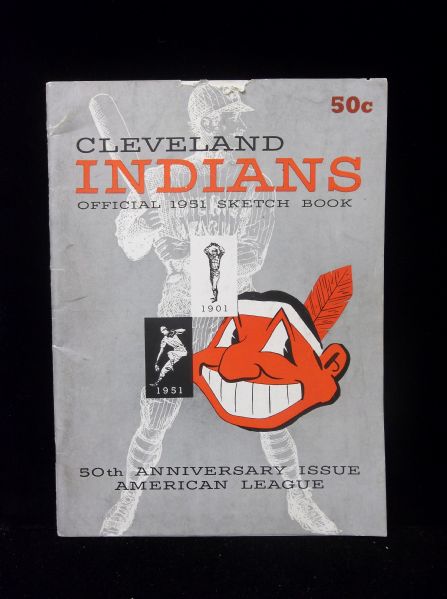 50c
CLEVELAND
INDIANS
OFFICIAL 1951 SKETCH BOOK
1901
1951
50th ANNIVERSARY ISSUE
AMERICAN LEAGUE